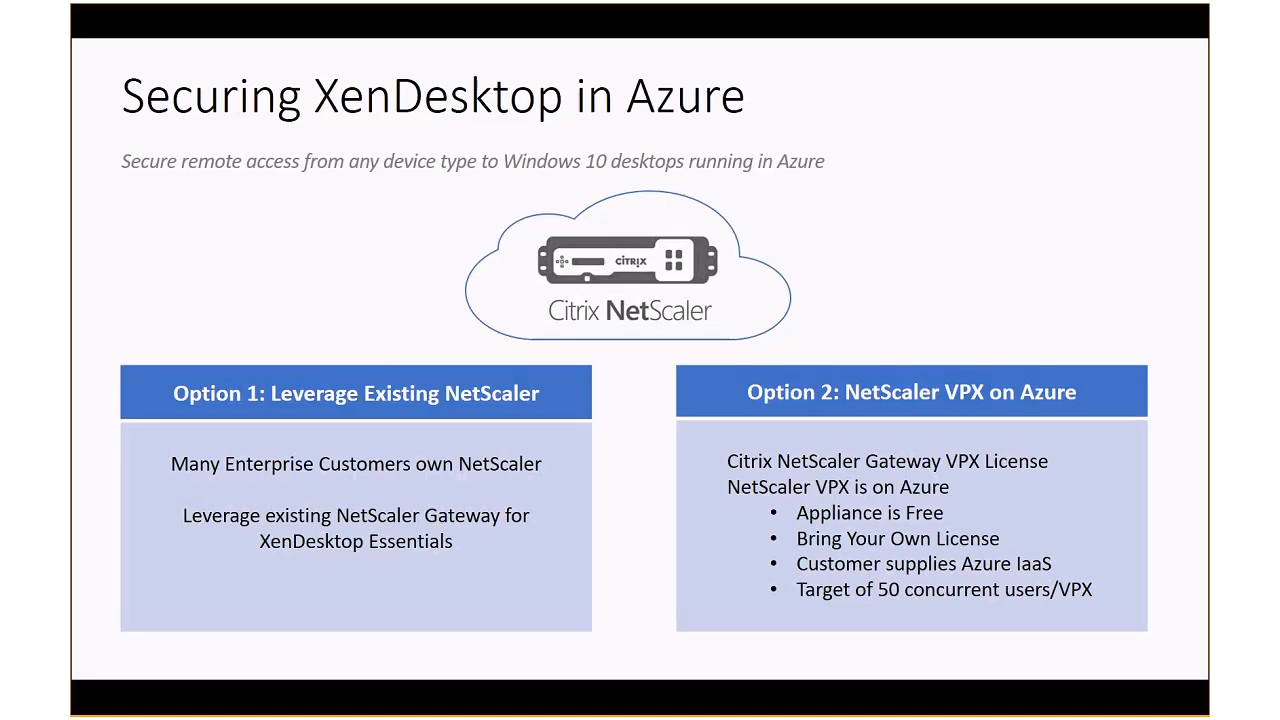 Securing XenDesktop in Azure
Secure remote access from any device type to Windows 10 desktops running in Azure
CITRIX
Citrix NetScaler
Option 1: Leverage Existing NetScaler
Many Enterprise Customers own NetScaler
Leverage existing NetScaler Gateway for
XenDesktop Essentials
Option 2: NetScaler VPX on Azure
Citrix NetScaler Gateway VPX License
NetScaler VPX is on Azure
• Appliance is Free
• Bring Your Own License
• Customer supplies Azure IaaS
• Target of 50 concurrent users/VPX